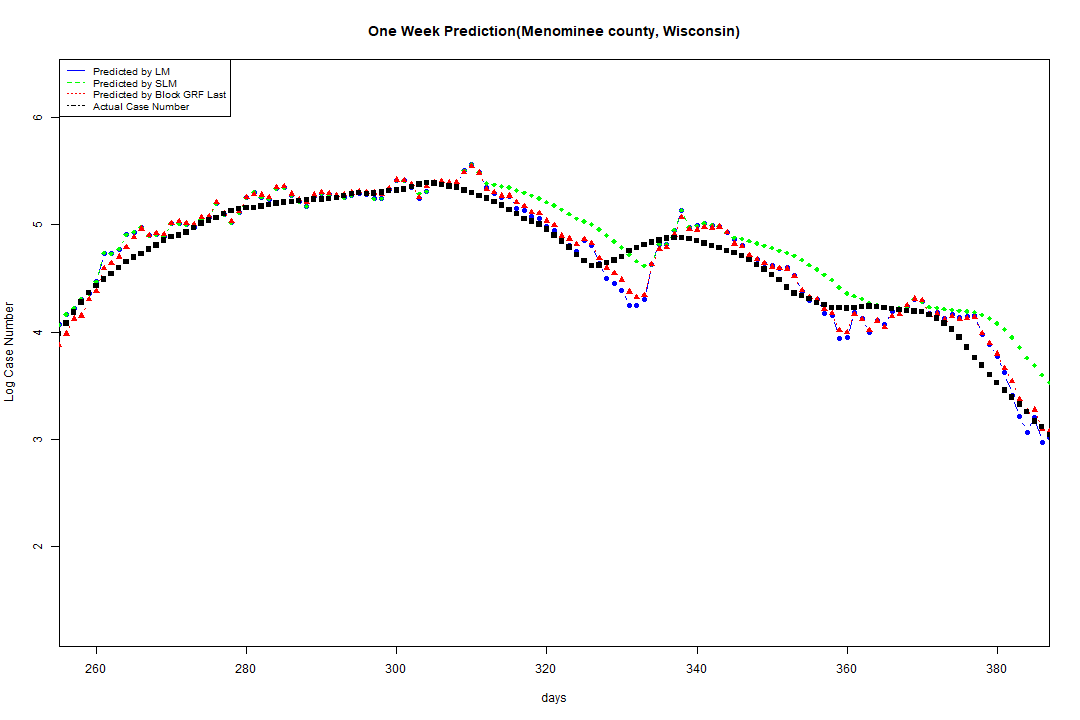 One Week Prediction(Menominee county, Wisconsin)
Predicted by LM
Predicted by SLM
Predicted by Block GRF Last
Actual Case Number
6
5
4
3
2
Log Case Number
260 280 300 320 340 360 380
days